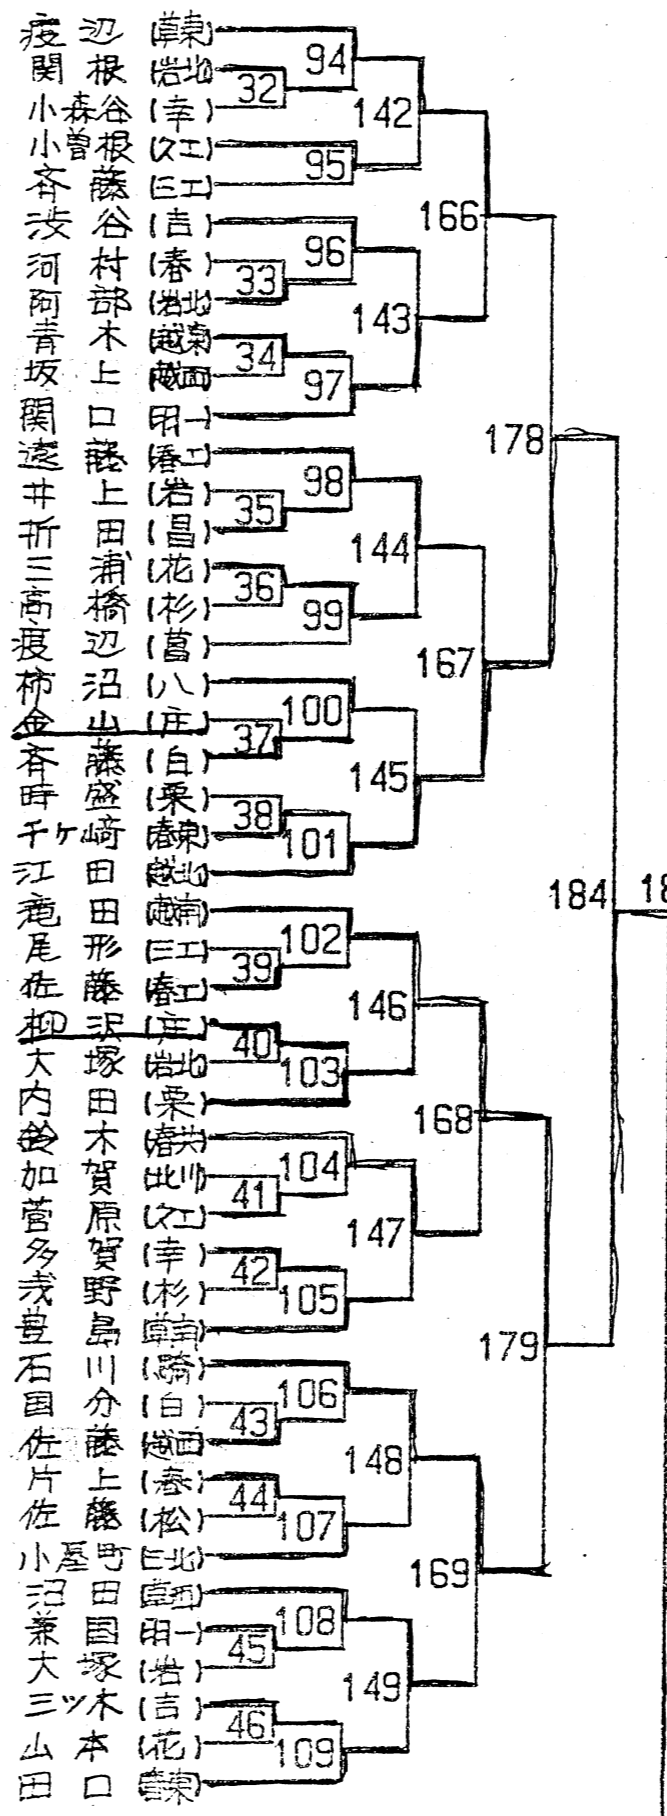 渡辺 (草東)
関根 (岩北) 94
小森谷 (幸) 32 142
小曽根 (久工)
斉藤 (三工) 95
渋谷 (吉) 166
河村 (春) 96
阿部 (岩北) 33
青木 (越東) 143
坂上 (越西) 34
関口 (明一) 97
遠藤 (春工) 178
井上 (岩) 98
折田 (昌) 35
三浦 (花) 144
高橋 (杉) 36
渡辺 (菖) 99
柿沼 (八) 167
金山 (庄) 100
斉藤 (白) 37
時盛 (栗) 145
千ヶ崎 (春東) 38
江田 (越北) 101
竜田 (越南) 184 18
尾形 (三工) 102
佐藤 (春工) 39
柳沢 (庄) 146
大塚 (岩北) 40
内田 (栗) 103
鈴木 (春共) 168
加賀 (北川) 104
菅原 (久工) 41
多賀 (幸) 147
浅野 (杉) 42
豊島 (草南) 105
石川 179
国分 (白) 106
佐藤 (越西) 43
片上 (春) 148
佐藤 (松) 44
小屋町 (三北) 107
沼田 (草西) 169
兼国 (明一) 108
大塚 (岩) 45
三ッ木 (吉) 149
山本 (花) 46
田口 109